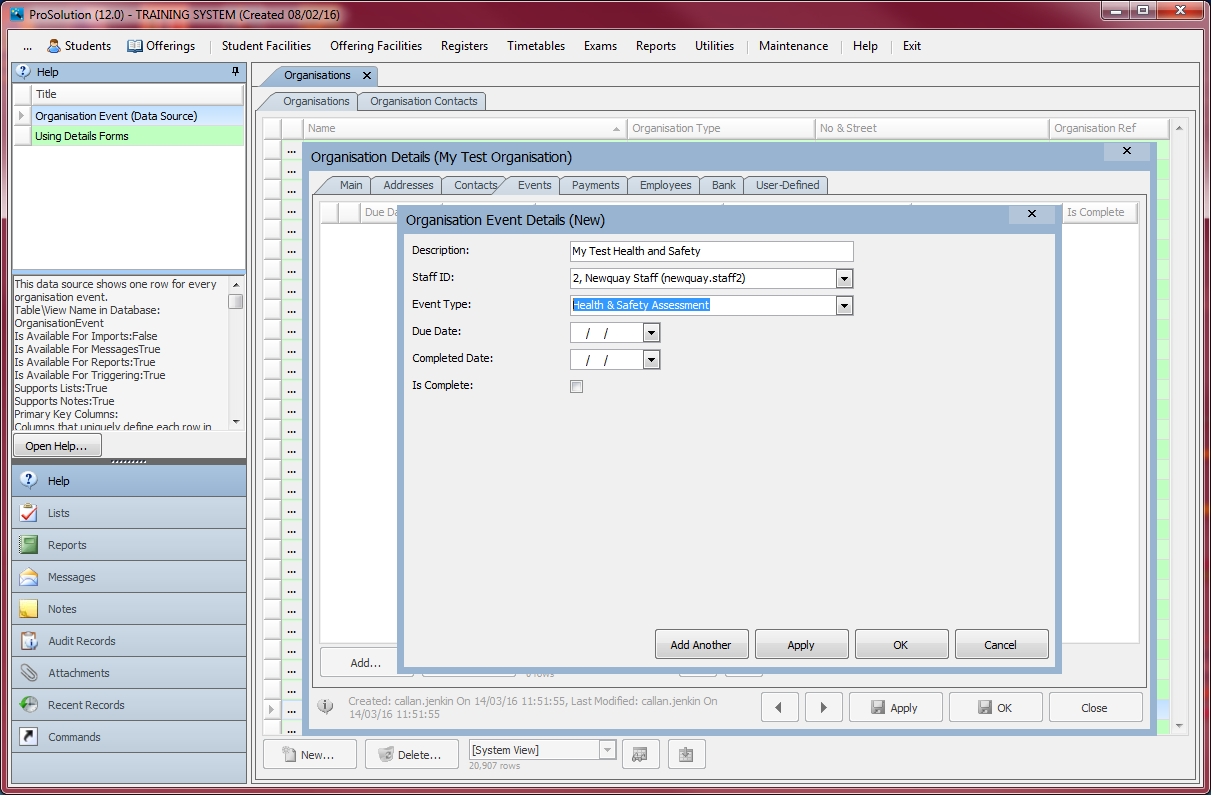 ProSolution (12.0) - TRAINING SYSTEM (Created 08/02/16)
... Students Offerings Student Facilities Offering Facilities Registers Timetables Exams Reports Utilities Maintenance Help Exit
Help
Title
Organisation Event (Data Source)
Using Details Forms
This data source shows one row for every
organisation event.
Table\View Name in Database:
OrganisationEvent
Is Available For Imports:False
Is Available For MessagesTrue
Is Available For Reports:True
Is Available For Triggering:True
Supports Lists:True
Supports Notes:True
Primary Key Columns:
Columns that uniquely define each row in
Open Help...
Help
Lists
Reports
Messages
Notes
Audit Records
Attachments
Recent Records
Commands
Organisations
Organisations Organisation Contacts
Name Organisation Type No & Street Organisation Ref
Organisation Details (My Test Organisation)
Main Addresses Contacts Events Payments Employees Bank User-Defined
Due Da Is Complete
Organisation Event Details (New)
Description: My Test Health and Safety
Staff ID: 2, Newquay Staff (newquay.staff2)
Event Type: Health & Safety Assessment
Due Date: / /
Completed Date: / /
Is Complete:
Add Another Apply OK Cancel
Add...
0 rows
Created: callan.jenkin On 14/03/16 11:51:55, Last Modified: callan.jenkin On
14/03/16 11:51:55
Apply OK Close
New... Delete... [System View]
20,907 rows